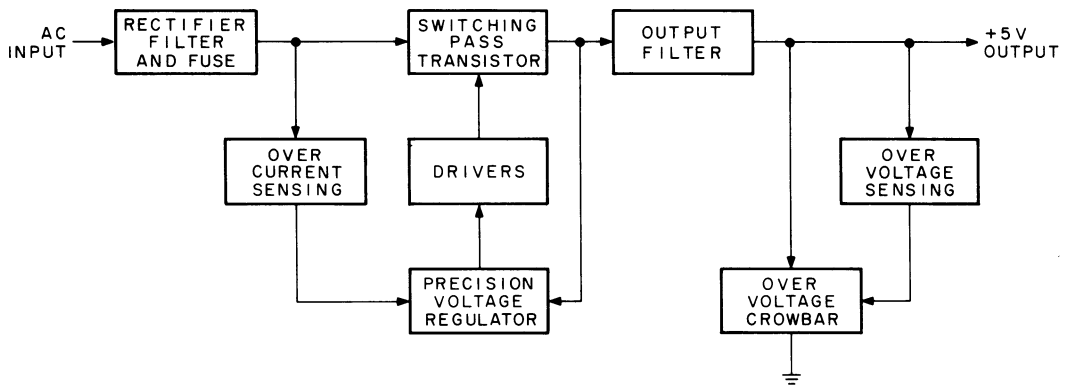 AC
INPUT
RECTIFIER
FILTER
AND FUSE
SWITCHING
PASS
TRANSISTOR
OUTPUT
FILTER
+5V
OUTPUT
OVER
CURRENT
SENSING
DRIVERS
OVER
VOLTAGE
SENSING
PRECISION
VOLTAGE
REGULATOR
OVER
VOLTAGE
CROWBAR